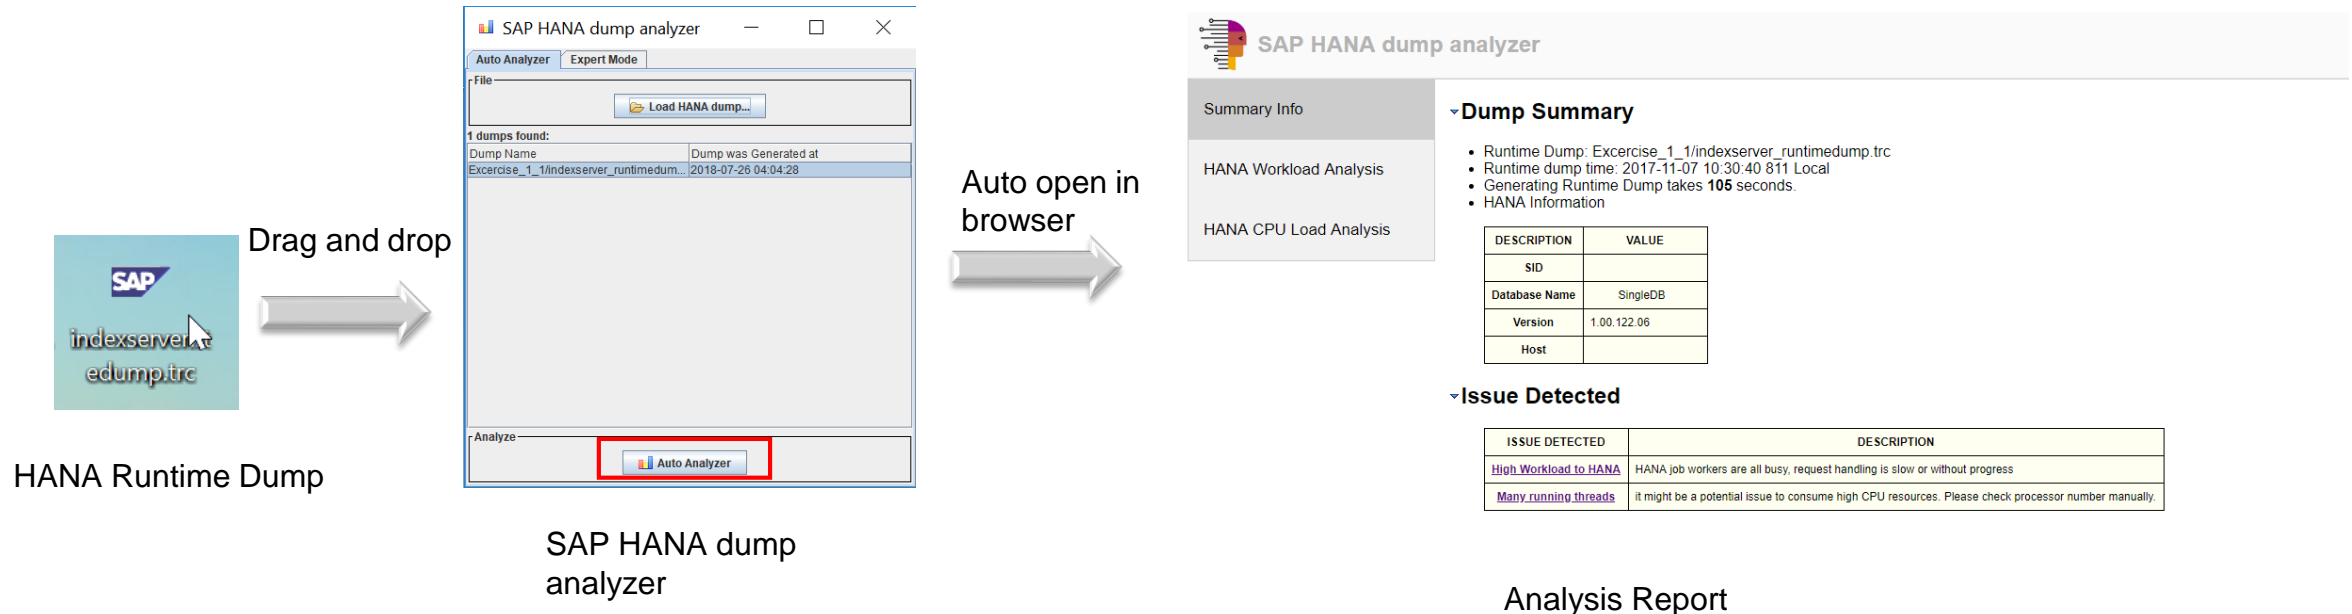 SAP
indexserver
edump.trc
HANA Runtime Dump
Drag and drop
SAP HANA dump analyzer
Auto Analyzer
Expert Mode
File
Load HANA dump...
1 dumps found:
Dump Name Dump was Generated at
Excercise_1_1/indexserver_runtimedum... 2018-07-26 04:04:28
Analyze
Auto Analyzer
SAP HANA dump
analyzer
Auto open in
browser
SAP HANA dump analyzer
Summary Info
HANA Workload Analysis
HANA CPU Load Analysis
Dump Summary
Runtime Dump: Excercise_1_1/indexserver_runtimedump.trc
Runtime dump time: 2017-11-07 10:30:40 811 Local
Generating Runtime Dump takes 105 seconds.
HANA Information
DESCRIPTION VALUE
SID
Database Name SingleDB
Version 1.00.122.06
Host
Issue Detected
ISSUE DETECTED DESCRIPTION
High Workload to HANA HANA job workers are all busy, request handling is slow or without progress
Many running threads it might be a potential issue to consume high CPU resources. Please check processor number manually.
Analysis Report